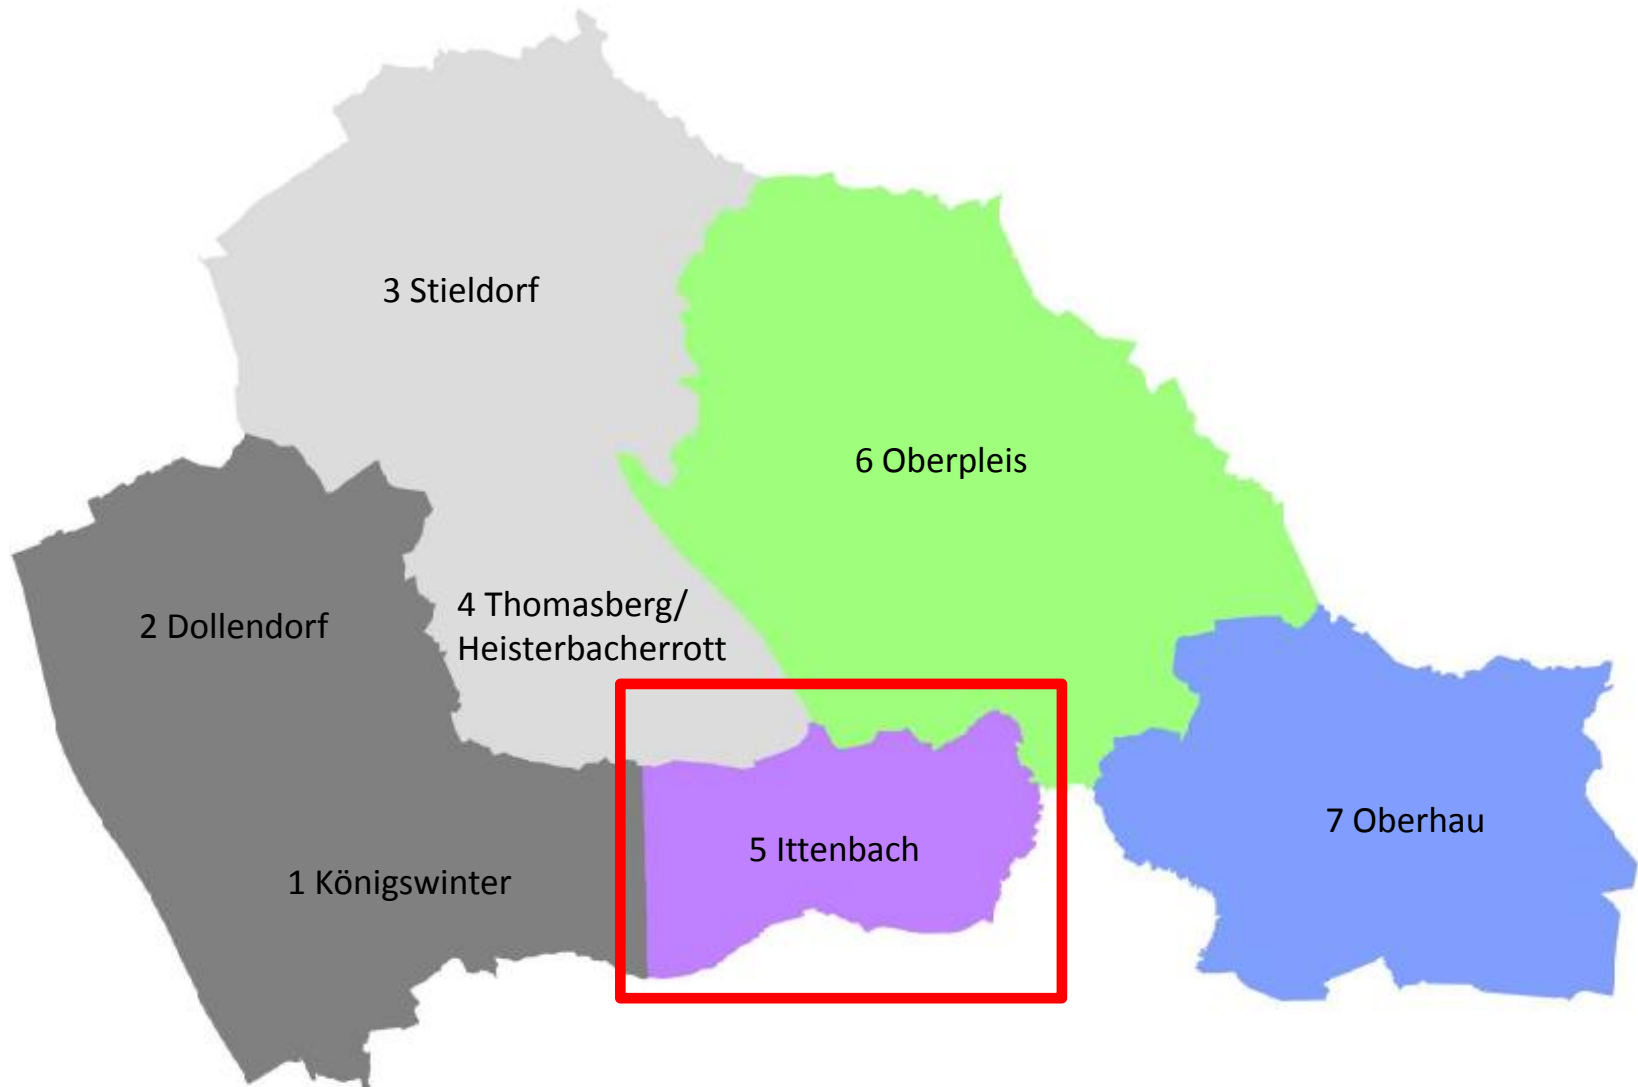 3 Stieldorf
6 Oberpleis
2 Dollendorf
4 Thomasberg/
Heisterbacherrott
7 Oberhau
5 Ittenbach
1 Königswinter